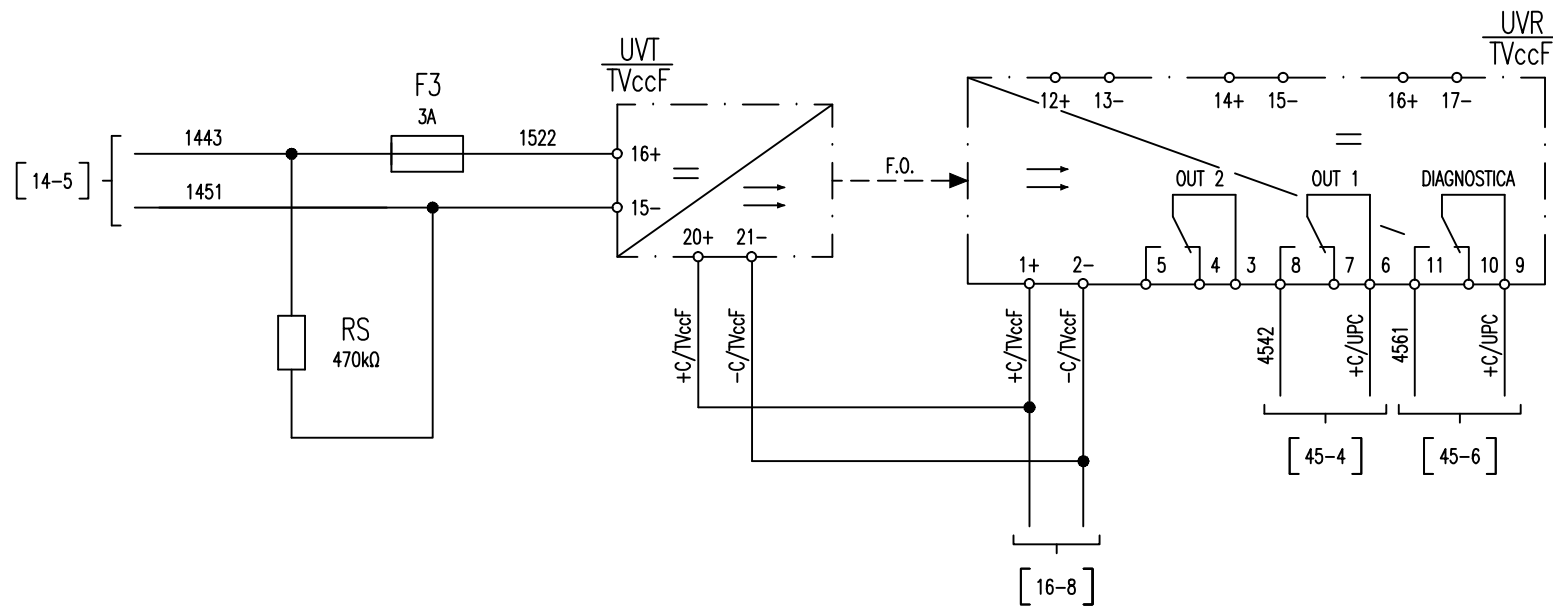 UVR
TVccF
UVT
TVccF
F3
3A
12+ 13- 14+ 15- 16+ 17-
1443 1522
16+
[14-5]
F.O.
OUT 2 OUT 1 DIAGNOSTICA
1451
15-
20+ 21-
1+ 2- 5 4 3 8 7 6 11 10 9
RS
470kΩ
+C/TVccF
-C/TVccF
+C/TVccF
-C/TVccF
4542
+C/UPC
4561
+C/UPC
[45-4] [45-6]
[16-8]